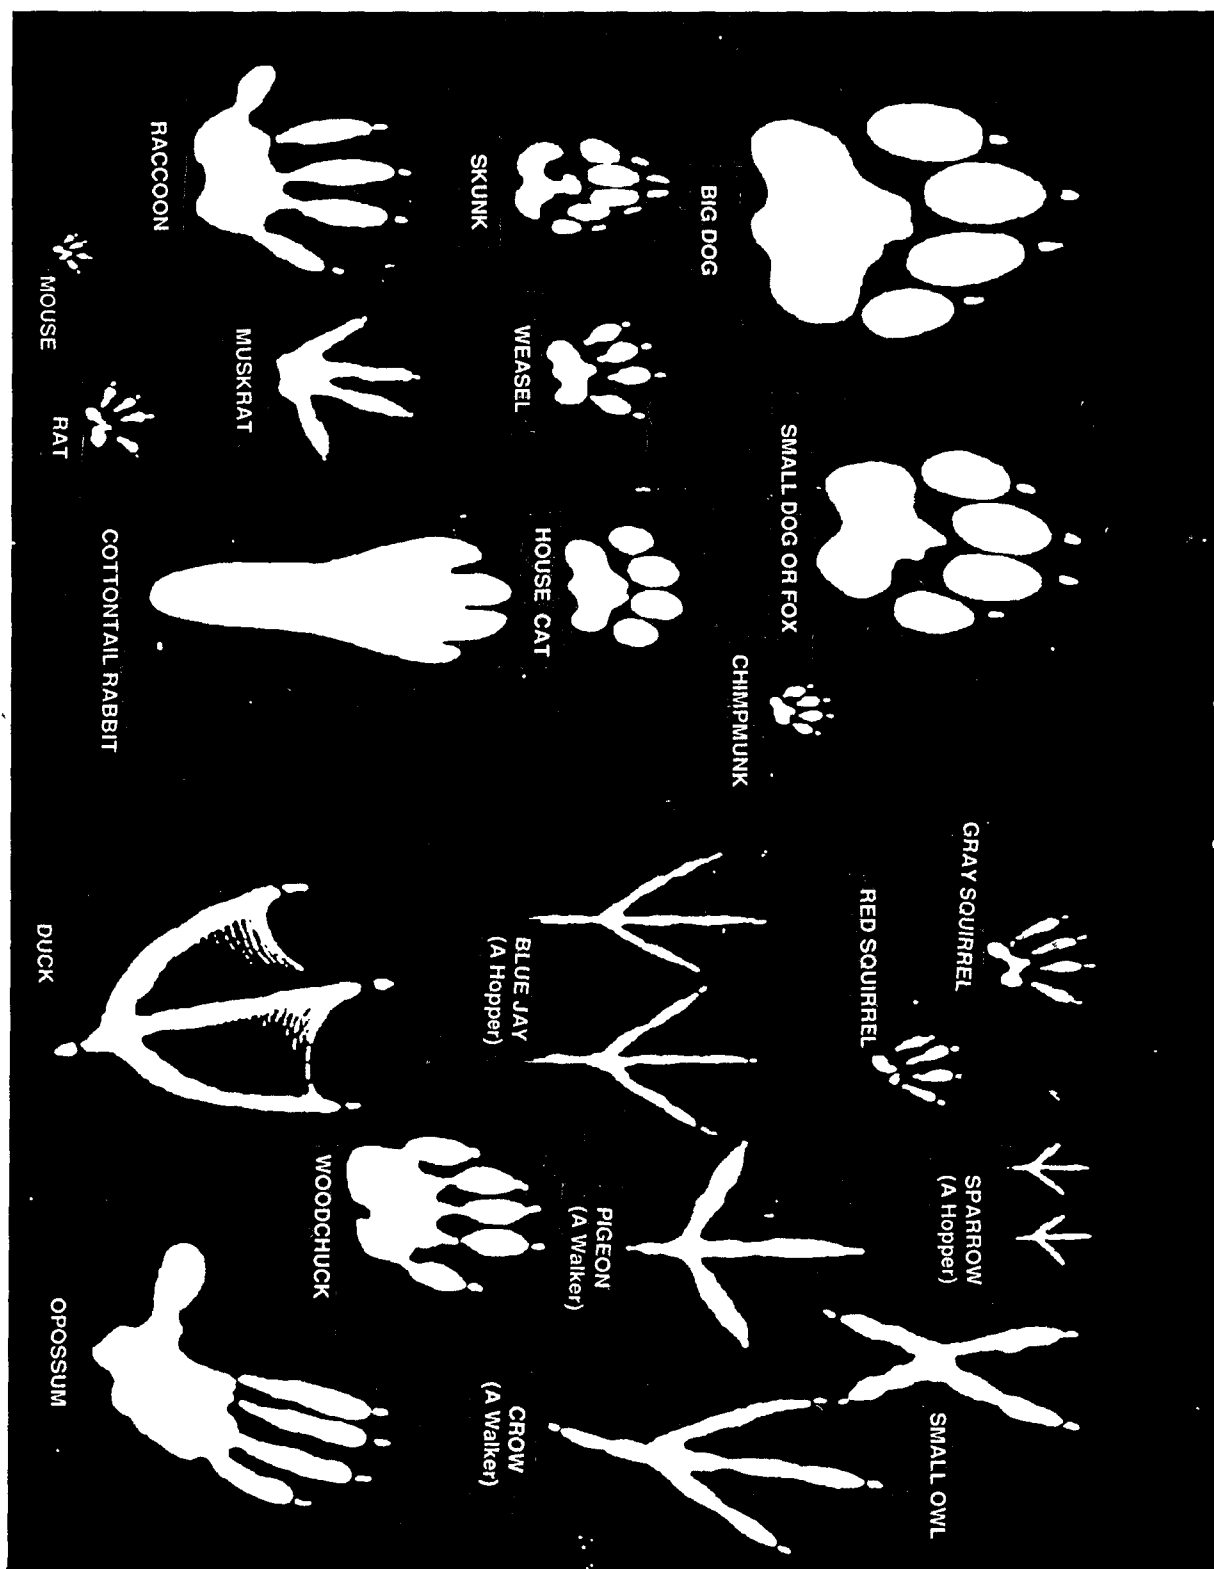 BIG DOG
SMALL DOG OR FOX
CHIMPMUNK
GRAY SQUIRREL
RED SQUIRREL
SPARROW
(A Hopper)
SMALL OWL
SKUNK
WEASEL
HOUSE CAT
BLUE JAY
(A Hopper)
PIGEON
(A Walker)
CROW
(A Walker)
RACCOON
MUSKRAT
WOODCHUCK
MOUSE
RAT
COTTONTAIL RABBIT
DUCK
OPOSSUM